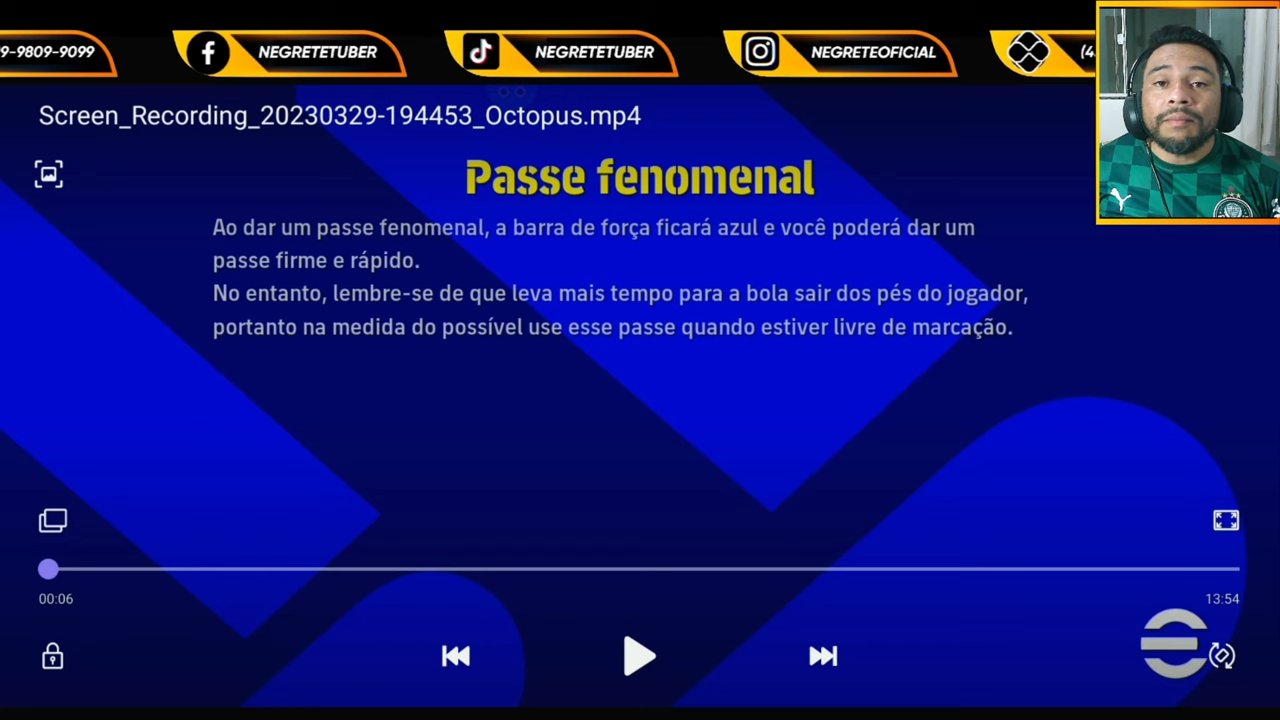 9-9809-9099
NEGRETETUBER
NEGRETETUBER
NEGRETEOFICIAL
(4
Screen_Recording_20230329-194453_Octopus.mp4
Passe fenomenal
Ao dar um passe fenomenal, a barra de força ficará azul e você poderá dar um
passe firme e rápido.
No entanto, lembre-se de que leva mais tempo para a bola sair dos pés do jogador,
portanto na medida do possível use esse passe quando estiver livre de marcação.
00:06
13:54